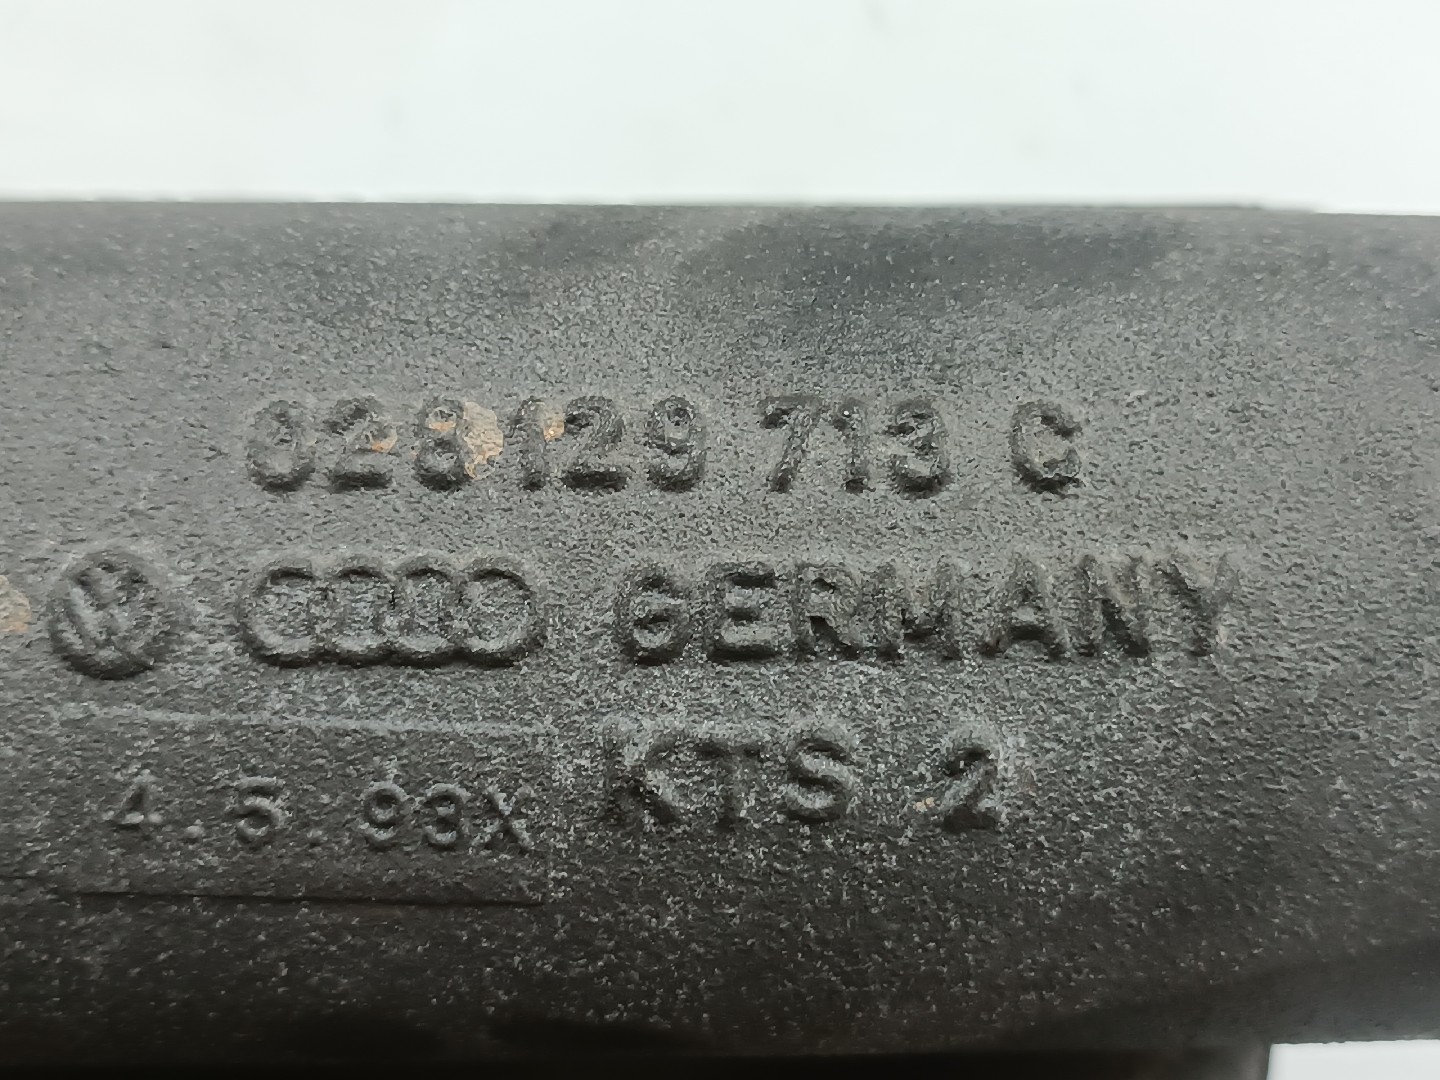 028 129 713 G
GERMANY
4.5.93X KTS 2